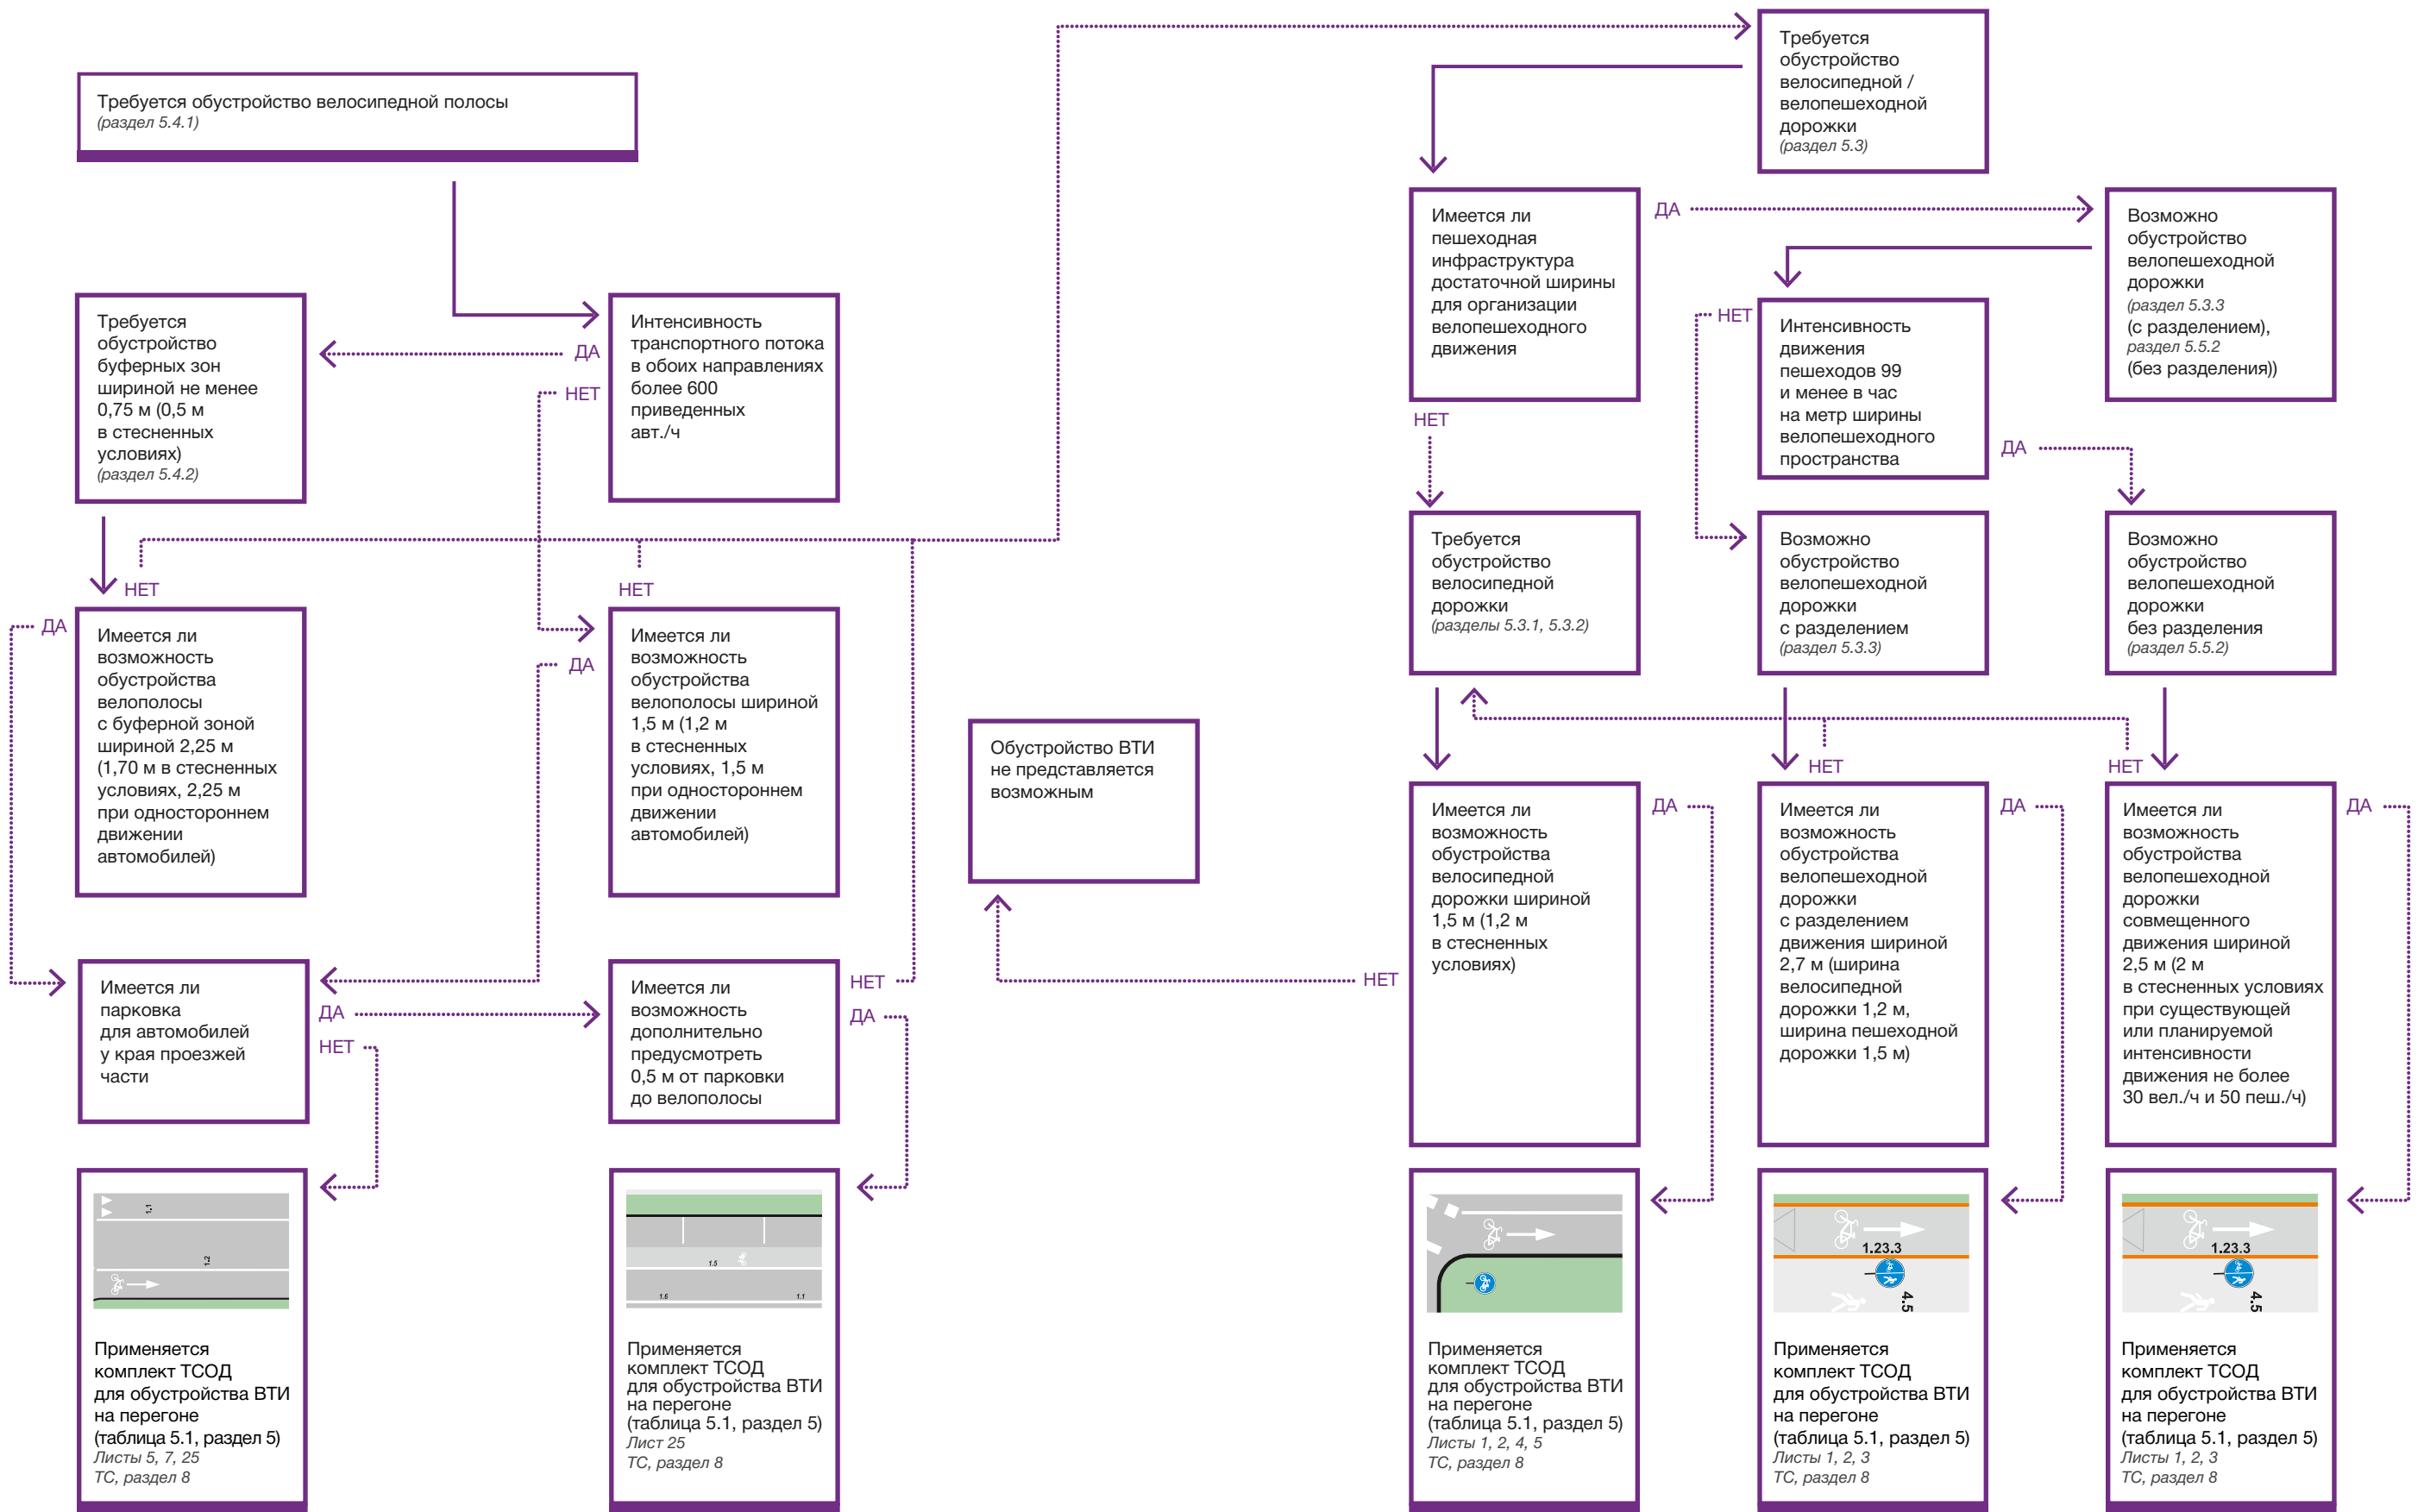 Требуется обустройство велосипедной полосы
(раздел 5.4.1)
Требуется
обустройство
буферных зон
шириной не менее
0,75 м (0,5 м
в стесненных
условиях)
(раздел 5.4.2)
ДА
НЕТ
Интенсивность
транспортного потока
в обоих направлениях
более 600
приведенных
авт./ч
НЕТ
НЕТ
ДА
Имеется ли
возможность
обустройства
велополосы
с буферной зоной
шириной 2,25 м
(1,70 м в стесненных
условиях, 2,25 м
при одностороннем
движении
автомобилей)
ДА
Имеется ли
возможность
обустройства
велополосы шириной
1,5 м (1,2 м
в стесненных
условиях, 1,5 м
при одностороннем
движении
автомобилей)
Имеется ли
парковка
для автомобилей
у края проезжей
части
ДА
НЕТ
Имеется ли
возможность
дополнительно
предусмотреть
0,5 м от парковки
до велополосы
НЕТ
ДА
1.1
1.2
Применяется
комплект ТСОД
для обустройства ВТИ
на перегоне
(таблица 5.1, раздел 5)
Листы 5, 7, 25
ТС, раздел 8
1.5
1.6
1.1
Применяется
комплект ТСОД
для обустройства ВТИ
на перегоне
(таблица 5.1, раздел 5)
Лист 25
ТС, раздел 8
Обустройство ВТИ
не представляется
возможным
Требуется
обустройство
велосипедной /
велопешеходной
дорожки
(раздел 5.3)
Имеется ли
пешеходная
инфраструктура
достаточной ширины
для организации
велопешеходного
движения
ДА
НЕТ
Возможно
обустройство
велопешеходной
дорожки
(раздел 5.3.3
(с разделением),
раздел 5.5.2
(без разделения))
НЕТ
Интенсивность
движения
пешеходов 99
и менее в час
на метр ширины
велопешеходного
пространства
ДА
Требуется
обустройство
велосипедной
дорожки
(разделы 5.3.1, 5.3.2)
Возможно
обустройство
велопешеходной
дорожки
с разделением
(раздел 5.3.3)
Возможно
обустройство
велопешеходной
дорожки
без разделения
(раздел 5.5.2)
НЕТ
НЕТ
НЕТ
Имеется ли
возможность
обустройства
велосипедной
дорожки шириной
1,5 м (1,2 м
в стесненных
условиях)
ДА
Имеется ли
возможность
обустройства
велопешеходной
дорожки
с разделением
движения шириной
2,7 м (ширина
велосипедной
дорожки 1,2 м,
ширина пешеходной
дорожки 1,5 м)
ДА
Имеется ли
возможность
обустройства
велопешеходной
дорожки
совмещенного
движения шириной
2,5 м (2 м
в стесненных условиях
при существующей
или планируемой
интенсивности
движения не более
30 вел./ч и 50 пеш./ч)
ДА
Применяется
комплект ТСОД
для обустройства ВТИ
на перегоне
(таблица 5.1, раздел 5)
Листы 1, 2, 4, 5
ТС, раздел 8
1.23.3
4.5
Применяется
комплект ТСОД
для обустройства ВТИ
на перегоне
(таблица 5.1, раздел 5)
Листы 1, 2, 3
ТС, раздел 8
1.23.3
4.5
Применяется
комплект ТСОД
для обустройства ВТИ
на перегоне
(таблица 5.1, раздел 5)
Листы 1, 2, 3
ТС, раздел 8